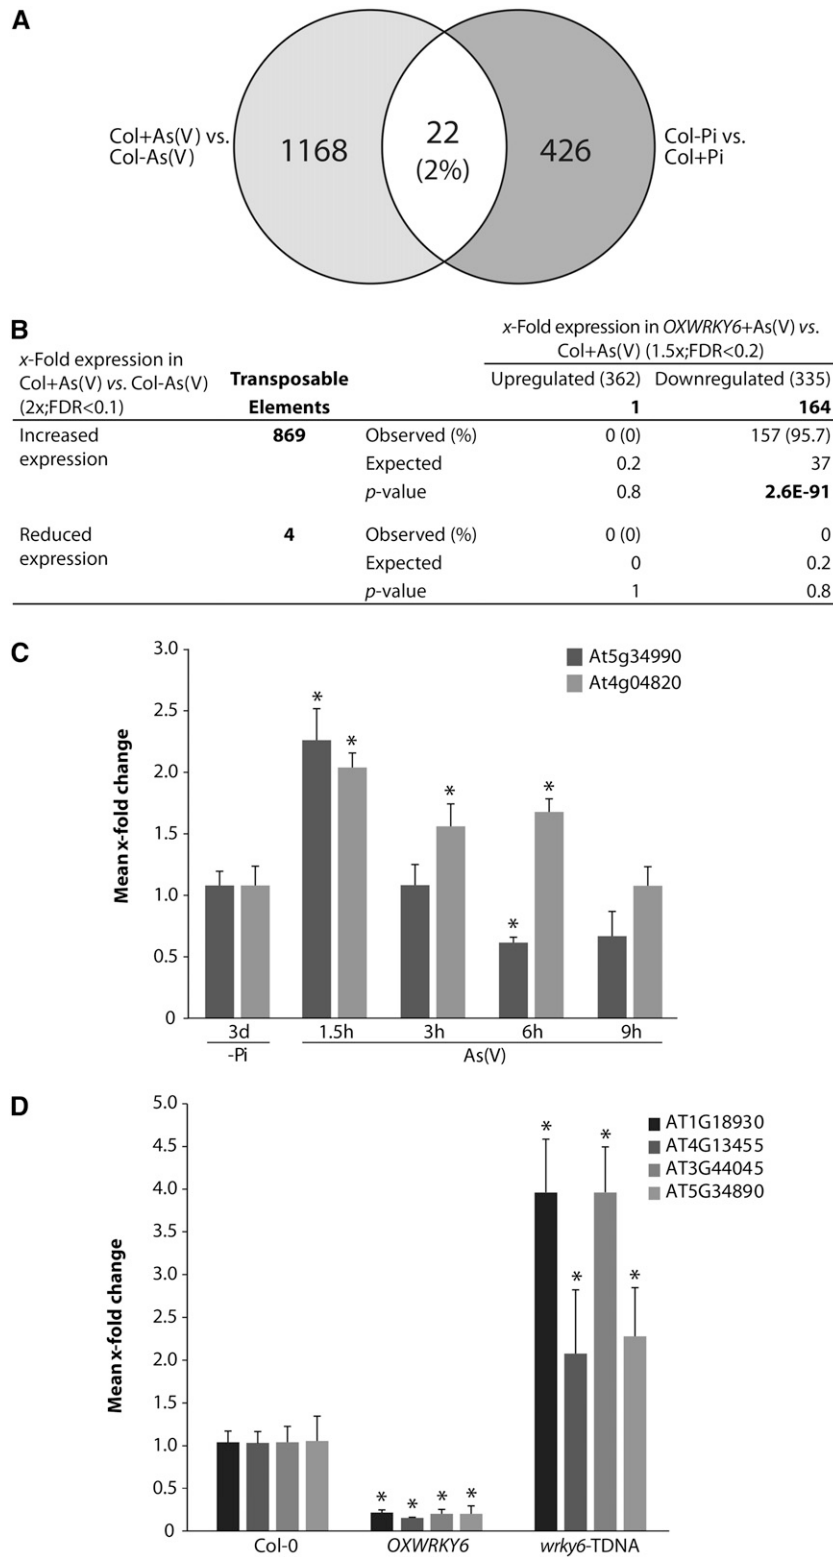 A
Col+As(V) vs.
Col-As(V)
1168
22
(2%)
426
Col-Pi vs.
Col+Pi
B
x-Fold expression in OXWRKY6+As(V) vs.
Col+As(V) (1.5x;FDR<0.2)
x-Fold expression in
Col+As(V) vs. Col-As(V)
(2x;FDR<0.1)
Transposable
Elements
Upregulated (362) Downregulated (335)
1 164
Increased
expression
869 Observed (%) 0 (0) 157 (95.7)
Expected 0.2 37
p-value 0.8 2.6E-91
Reduced
expression
4 Observed (%) 0 (0) 0
Expected 0 0.2
p-value 1 0.8
C
Mean x-fold change
3.0
2.5
2.0
1.5
1.0
0.5
0
At5g34990
At4g04820
* * * * *
3d 1.5h 3h 6h 9h
-Pi As(V)
D
Mean x-fold change
5.0
4.5
4.0
3.5
3.0
2.5
2.0
1.5
1.0
0.5
0
AT1G18930
AT4G13455
AT3G44045
AT5G34890
* * * * * * * *
Col-0 OXWRKY6 wrky6-TDNA